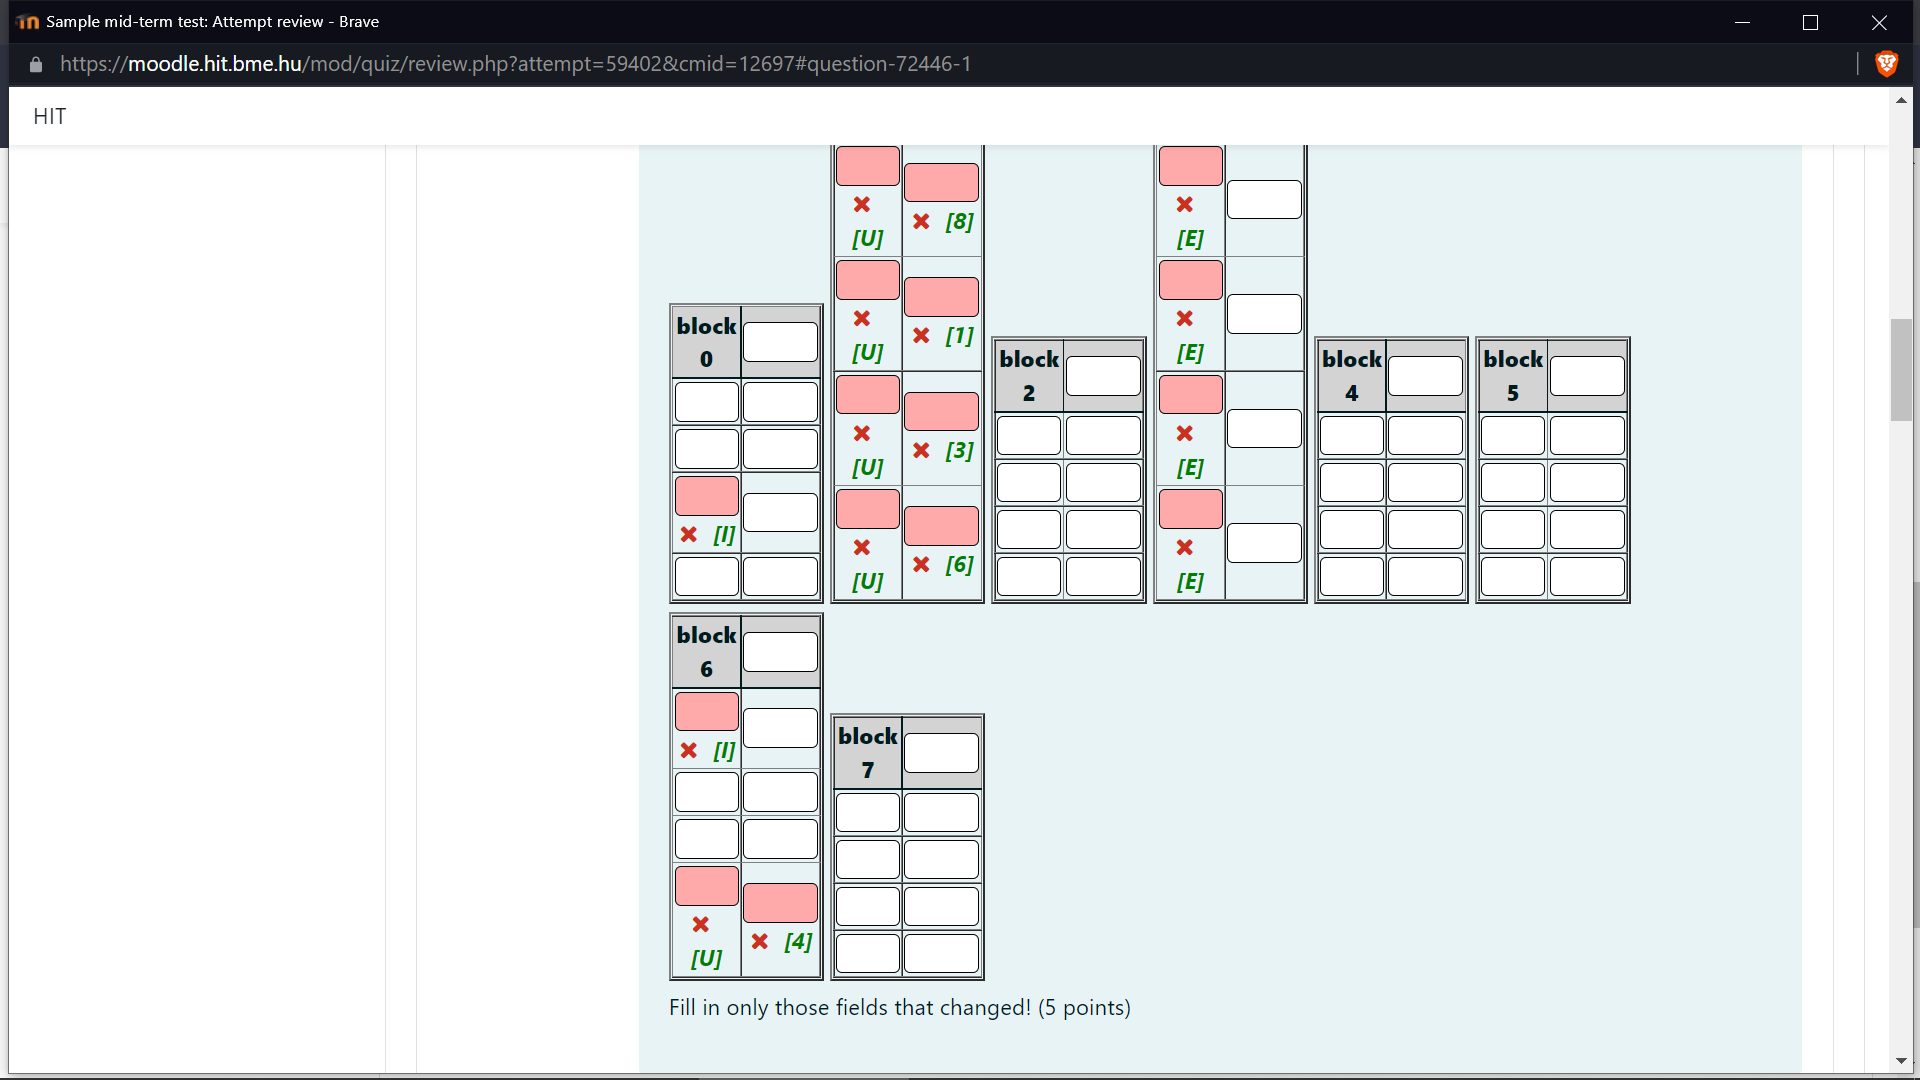 Sample mid-term test: Attempt review - Brave
https://moodle.hit.bme.hu/mod/quiz/review.php?attempt=59402&cmid=12697#question-72446-1
HIT
[U] [8]
[E]
[U] [1]
[E]
[U] [3]
[E]
[U] [6]
[E]
block 0
[I]
block 2
block 4
block 5
block 6
[I]
[U] [4]
block 7
Fill in only those fields that changed! (5 points)